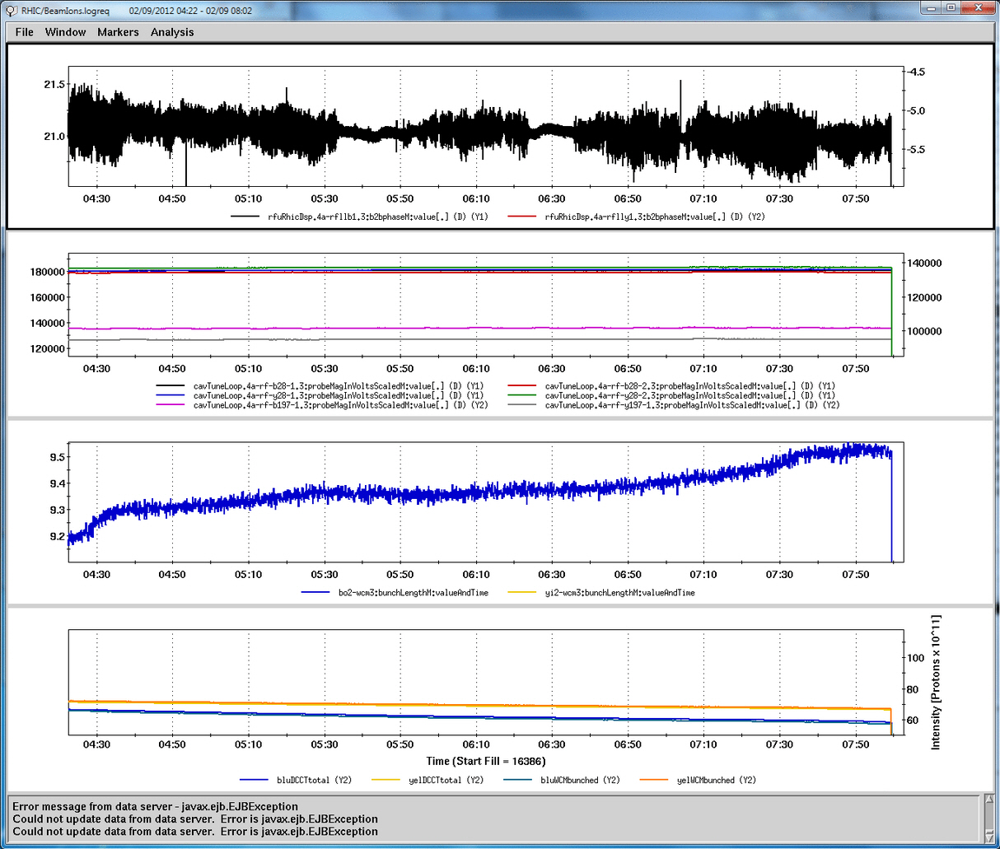 RHIC/BeamIons.logreq 02/09/2012 04:22 - 02/09 08:02
File Window Markers Analysis
21.5
21.0
-4.5
-5.0
-5.5
04:30 04:50 05:10 05:30 05:50 06:10 06:30 06:50 07:10 07:30 07:50
rfuRhicDsp.4a-rfllb1.3:b2bphaseM:value[.] (D) (Y1) rfuRhicDsp.4a-rflly1.3:b2bphaseM:value[.] (D) (Y2)
180000
160000
140000
120000
140000
120000
100000
04:30 04:50 05:10 05:30 05:50 06:10 06:30 06:50 07:10 07:30 07:50
cavTuneLoop.4a-rf-b28-1.3:probeMagInVoltsScaledM:value[.] (D) (Y1) cavTuneLoop.4a-rf-b28-2.3:probeMagInVoltsScaledM:value[.] (D) (Y1)
cavTuneLoop.4a-rf-y28-1.3:probeMagInVoltsScaledM:value[.] (D) (Y1) cavTuneLoop.4a-rf-y28-2.3:probeMagInVoltsScaledM:value[.] (D) (Y1)
cavTuneLoop.4a-rf-b197-1.3:probeMagInVoltsScaledM:value[.] (D) (Y2) cavTuneLoop.4a-rf-y197-1.3:probeMagInVoltsScaledM:value[.] (D) (Y2)
9.5
9.4
9.3
9.2
04:30 04:50 05:10 05:30 05:50 06:10 06:30 06:50 07:10 07:30 07:50
bo2-wcm3:bunchLengthM:valueAndTime yi2-wcm3:bunchLengthM:valueAndTime
100
80
60
Intensity [Protons x 10^11]
04:30 04:50 05:10 05:30 05:50 06:10 06:30 06:50 07:10 07:30 07:50
Time (Start Fill = 16386)
bluDCCTtotal (Y2) yelDCCTtotal (Y2) bluWCMbunched (Y2) yelWCMbunched (Y2)
Error message from data server - javax.ejb.EJBException
Could not update data from data server. Error is javax.ejb.EJBException
Could not update data from data server. Error is javax.ejb.EJBException